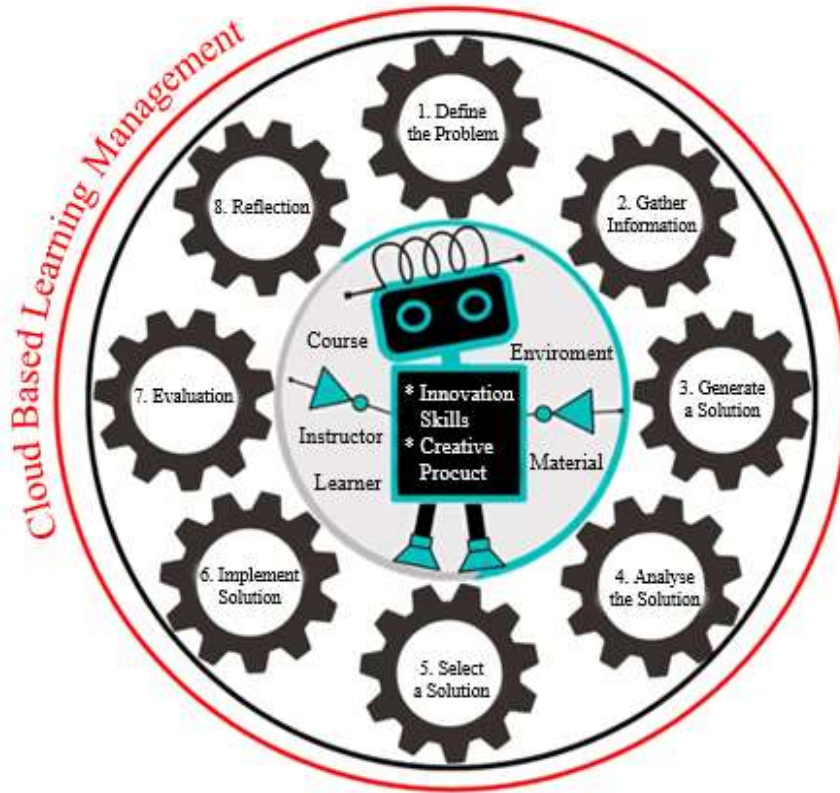 Cloud Based Learning Management
1. Define
the Problem
2. Gather
Information
3. Generate
a Solution
4. Analyse
the Solution
5. Select
a Solution
6. Implement
Solution
7. Evaluation
8. Reflection
Course
Instructor
Learner
* Innovation
Skills
* Creative
Procuct
Enviroment
Material